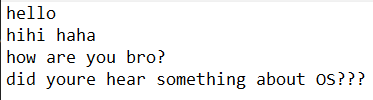 hello
hihi haha
how are you bro?
did youre hear something about OS???